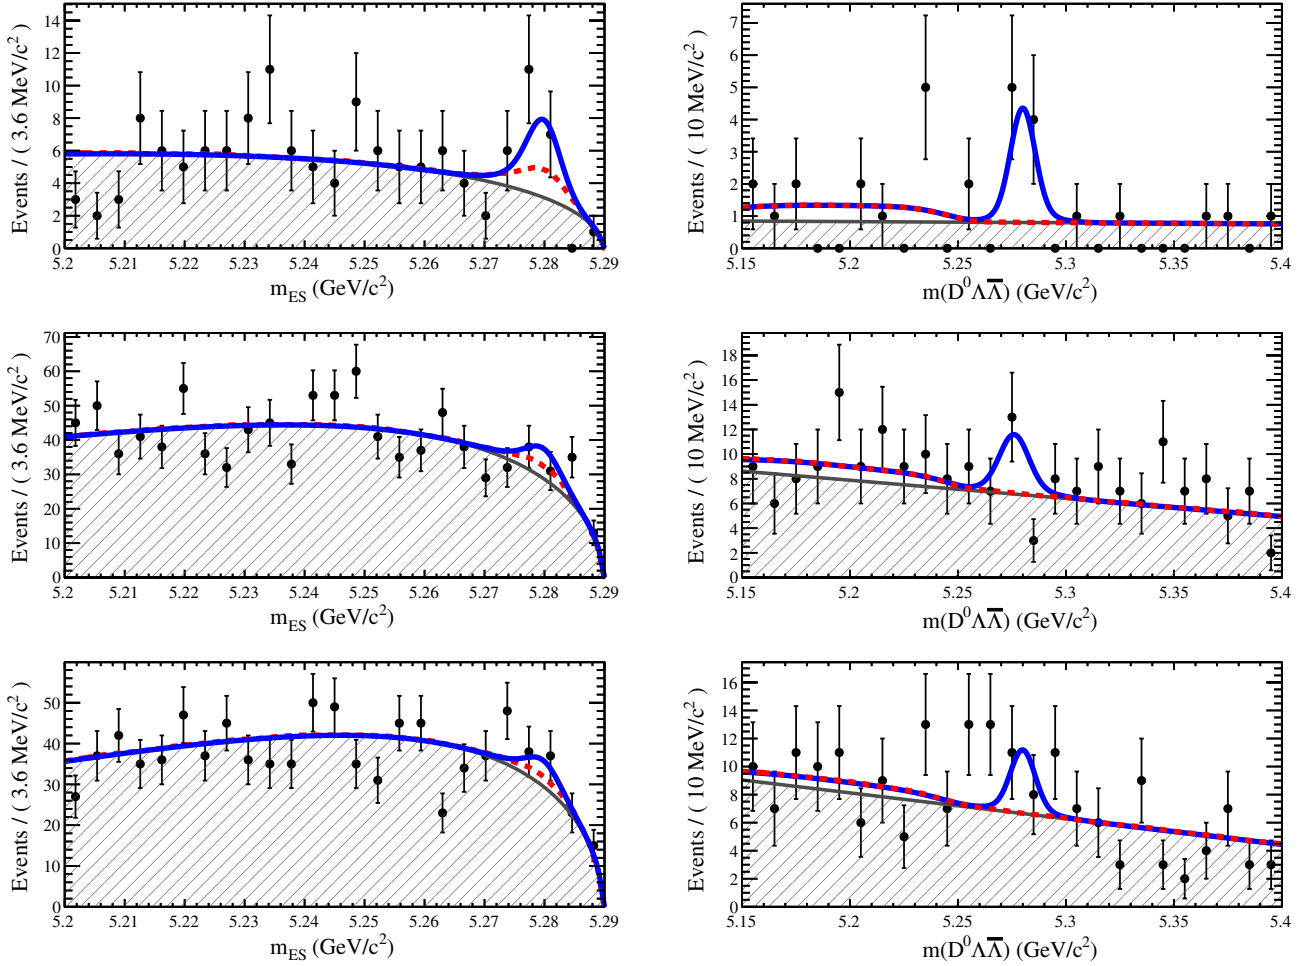 Events / ( 3.6 MeV/c²)
14
12
10
8
6
4
2
0
5.2 5.21 5.22 5.23 5.24 5.25 5.26 5.27 5.28 5.29
m_ES (GeV/c²)
Events / ( 10 MeV/c²)
7
6
5
4
3
2
1
0
5.15 5.2 5.25 5.3 5.35 5.4
m(D⁰ΛΛ̅) (GeV/c²)
Events / ( 3.6 MeV/c²)
70
60
50
40
30
20
10
0
5.2 5.21 5.22 5.23 5.24 5.25 5.26 5.27 5.28 5.29
m_ES (GeV/c²)
Events / ( 10 MeV/c²)
18
16
14
12
10
8
6
4
2
0
5.15 5.2 5.25 5.3 5.35 5.4
m(D⁰ΛΛ̅) (GeV/c²)
Events / ( 3.6 MeV/c²)
50
40
30
20
10
0
5.2 5.21 5.22 5.23 5.24 5.25 5.26 5.27 5.28 5.29
m_ES (GeV/c²)
Events / ( 10 MeV/c²)
16
14
12
10
8
6
4
2
0
5.15 5.2 5.25 5.3 5.35 5.4
m(D⁰ΛΛ̅) (GeV/c²)